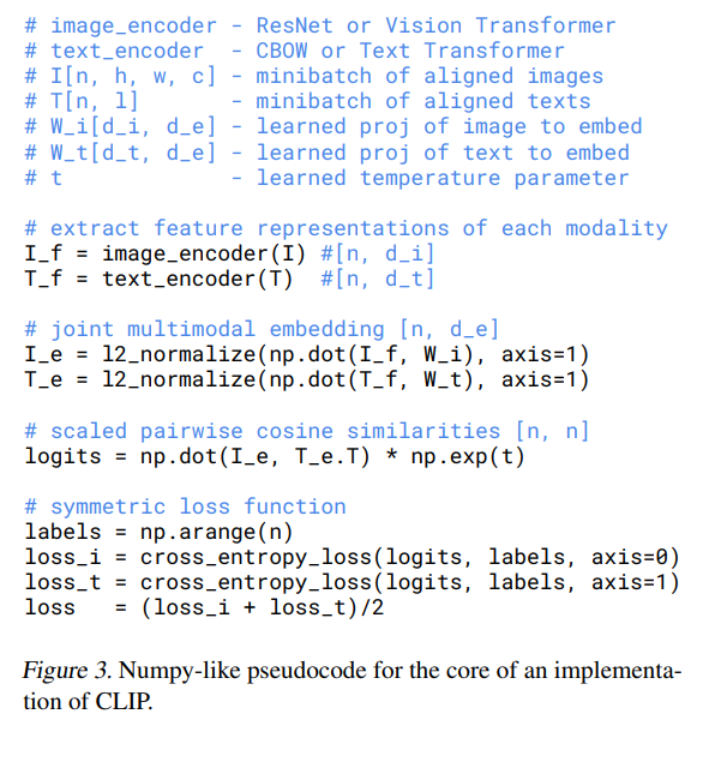 # image_encoder - ResNet or Vision Transformer
# text_encoder  - CBOW or Text Transformer
# I[n, h, w, c] - minibatch of aligned images
# T[n, l]       - minibatch of aligned texts
# W_i[d_i, d_e] - learned proj of image to embed
# W_t[d_t, d_e] - learned proj of text to embed
# t             - learned temperature parameter

# extract feature representations of each modality
I_f = image_encoder(I) #[n, d_i]
T_f = text_encoder(T)  #[n, d_t]

# joint multimodal embedding [n, d_e]
I_e = l2_normalize(np.dot(I_f, W_i), axis=1)
T_e = l2_normalize(np.dot(T_f, W_t), axis=1)

# scaled pairwise cosine similarities [n, n]
logits = np.dot(I_e, T_e.T) * np.exp(t)

# symmetric loss function
labels = np.arange(n)
loss_i = cross_entropy_loss(logits, labels, axis=0)
loss_t = cross_entropy_loss(logits, labels, axis=1)
loss   = (loss_i + loss_t)/2

Figure 3. Numpy-like pseudocode for the core of an implementa-
tion of CLIP.